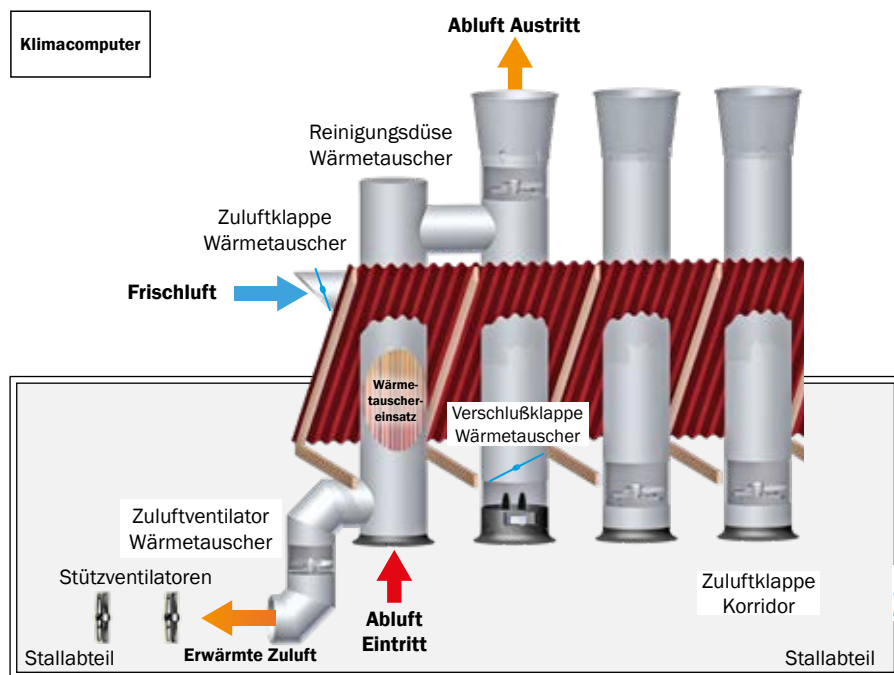 Klimacomputer
Abluft Austritt
Reinigungsdüse
Wärmetauscher
Zuluftklappe
Wärmetauscher
Frischluft
Wärme-
tauscher-
einsatz
Verschlußklappe
Wärmetauscher
Zuluftventilator
Wärmetauscher
Stützventilatoren
Abluft
Eintritt
Zuluftklappe
Korridor
Stallabteil
Erwärmte Zuluft
Stallabteil